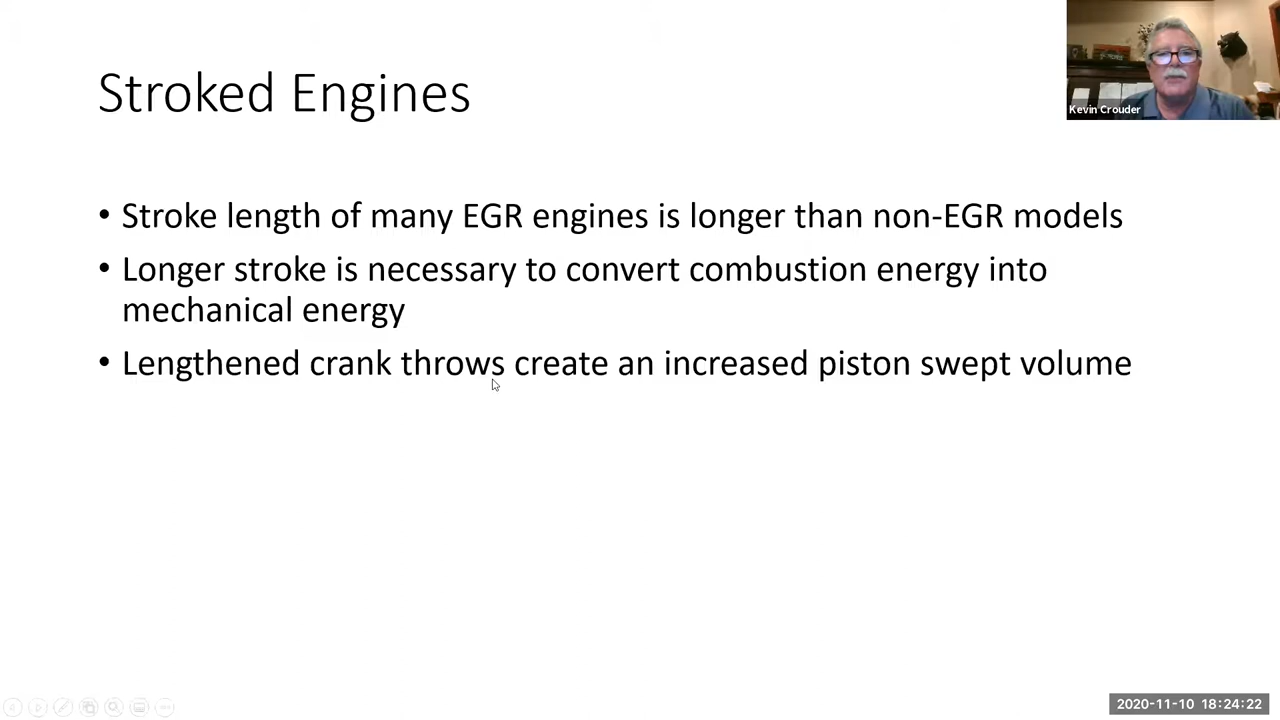 Stroked Engines
Kevin Crouder
• Stroke length of many EGR engines is longer than non-EGR models
• Longer stroke is necessary to convert combustion energy into
mechanical energy
• Lengthened crank throws create an increased piston swept volume
2020-11-10 18:24:22